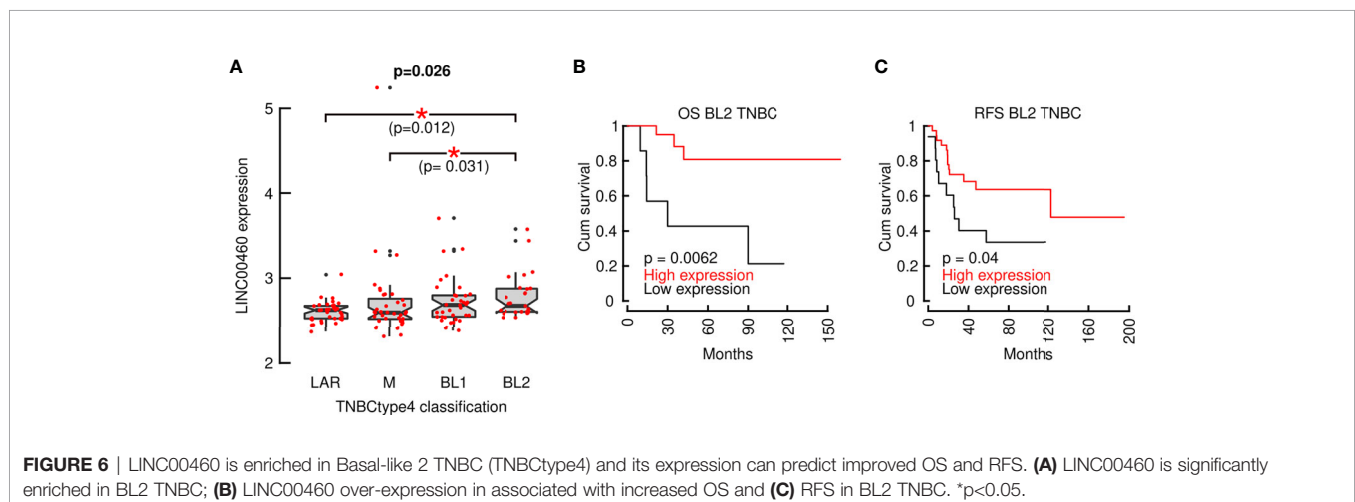 A
p=0.026
(p=0.012)
(p= 0.031)
LINC00460 expression
5
4
3
2
LAR M BL1 BL2
TNBCtype4 classification
B
OS BL2 TNBC
Cum survival
1
0.8
0.6
0.4
0.2
p = 0.0062
High expression
Low expression
0 30 60 90 120 150
Months
C
RFS BL2 TNBC
Cum survival
1
0.8
0.6
0.4
0.2
p = 0.04
High expression
Low expression
0 40 80 120 160 200
Months
FIGURE 6 | LINC00460 is enriched in Basal-like 2 TNBC (TNBCtype4) and its expression can predict improved OS and RFS. (A) LINC00460 is significantly
enriched in BL2 TNBC; (B) LINC00460 over-expression in associated with increased OS and (C) RFS in BL2 TNBC. *p<0.05.